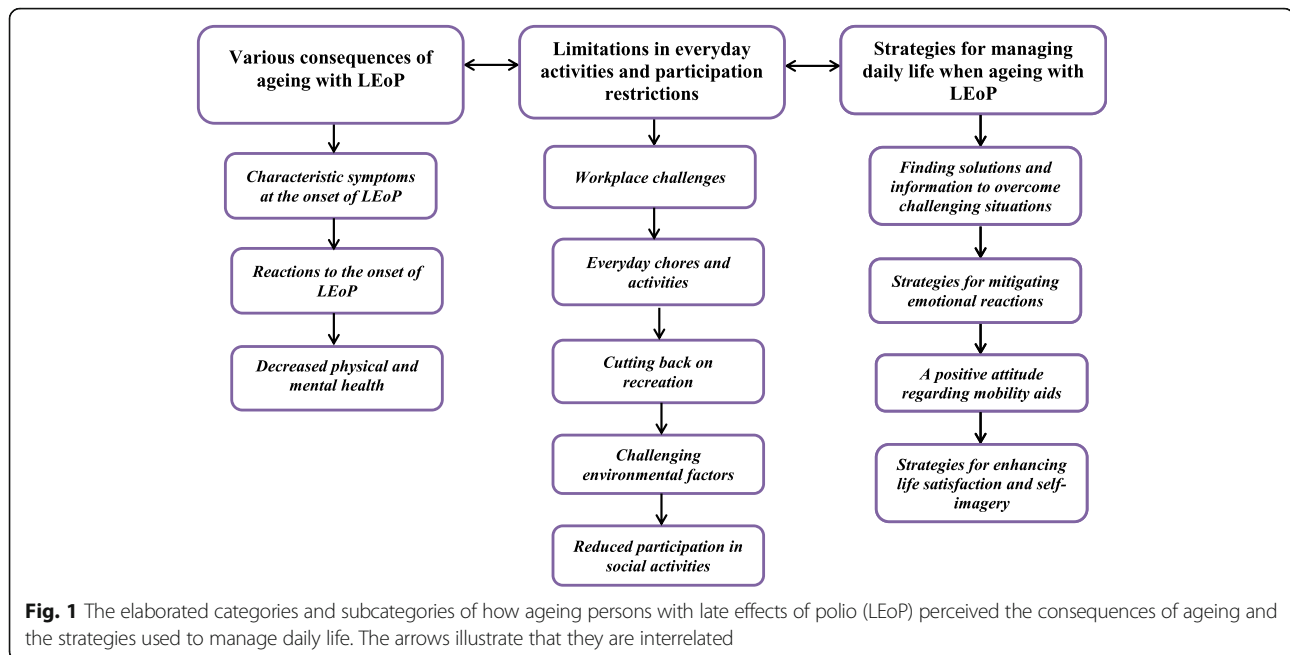 Various consequences of
ageing with LEoP
Limitations in everyday
activities and participation
restrictions
Strategies for managing
daily life when ageing with
LEoP
Characteristic symptoms
at the onset of LEoP
Reactions to the onset of
LEoP
Decreased physical and
mental health
Workplace challenges
Everyday chores and
activities
Cutting back on
recreation
Challenging
environmental factors
Reduced participation in
social activities
Finding solutions and
information to overcome
challenging situations
Strategies for mitigating
emotional reactions
A positive attitude
regarding mobility aids
Strategies for enhancing
life satisfaction and self-
imagery
Fig. 1 The elaborated categories and subcategories of how ageing persons with late effects of polio (LEoP) perceived the consequences of ageing and
the strategies used to manage daily life. The arrows illustrate that they are interrelated